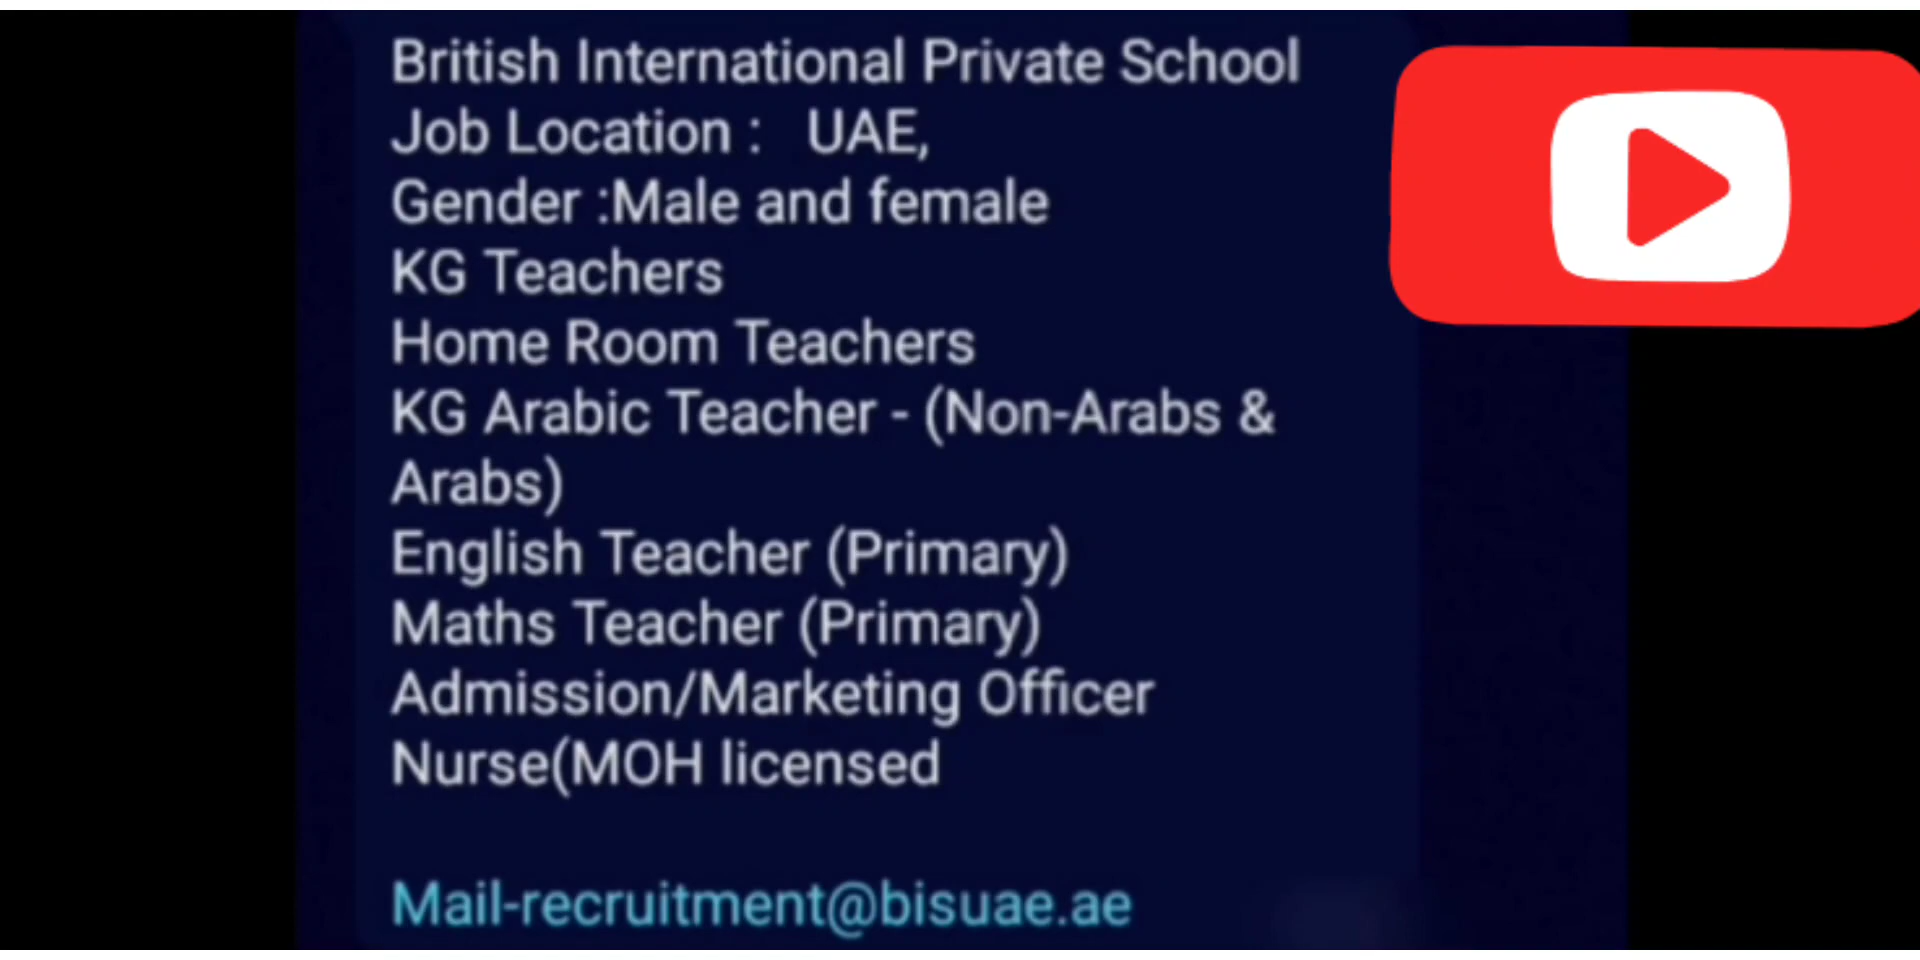 British International Private School
Job Location :   UAE,
Gender :Male and female
KG Teachers
Home Room Teachers
KG Arabic Teacher - (Non-Arabs &
Arabs)
English Teacher (Primary)
Maths Teacher (Primary)
Admission/Marketing Officer
Nurse(MOH licensed
Mail-recruitment@bisuae.ae